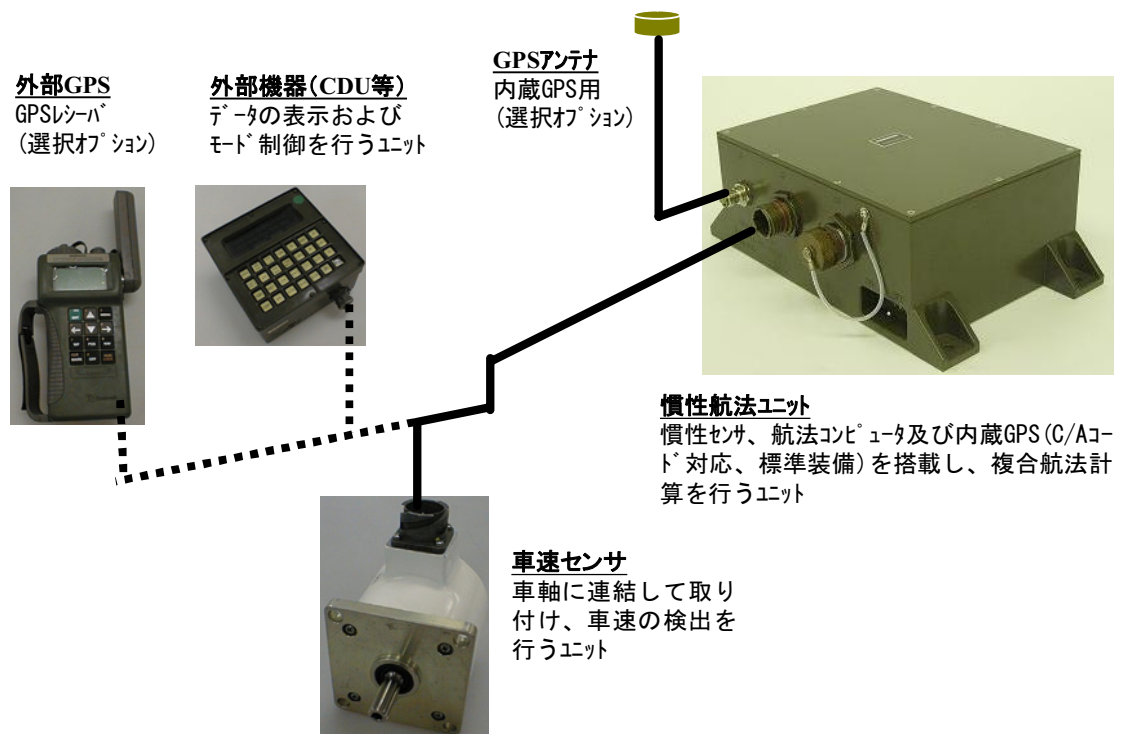 外部GPS
GPSﾚｼｰﾊﾞ
(選択ｵﾌﾟｼｮﾝ)
外部機器(CDU等)
ﾃﾞｰﾀの表示および
ﾓｰﾄﾞ制御を行うﾕﾆｯﾄ
GPSｱﾝﾃﾅ
内蔵GPS用
(選択ｵﾌﾟｼｮﾝ)
慣性航法ﾕﾆｯﾄ
慣性ｾﾝｻ、航法ｺﾝﾋﾟｭｰﾀ及び内蔵GPS(C/Aｺｰ
ﾄﾞ対応、標準装備)を搭載し、複合航法計
算を行うﾕﾆｯﾄ
車速センサ
車軸に連結して取り
付け、車速の検出を
行うﾕﾆｯﾄ